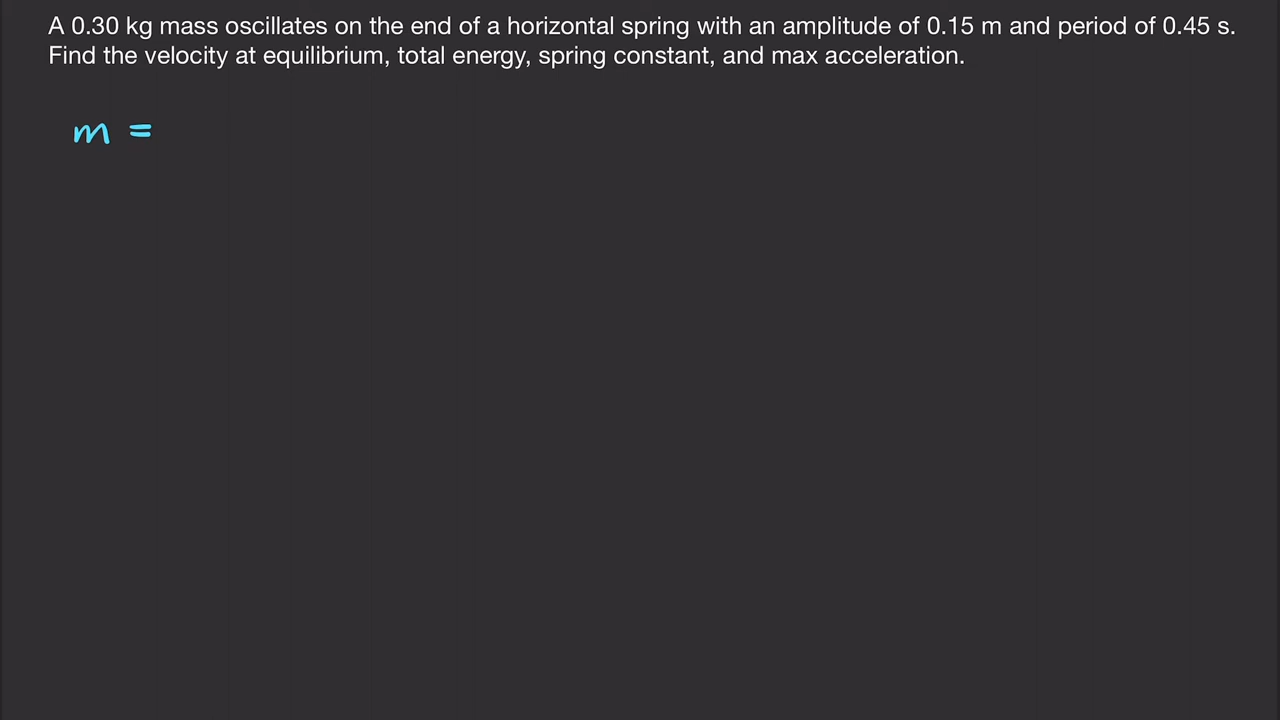 A 0.30 kg mass oscillates on the end of a horizontal spring with an amplitude of 0.15 m and period of 0.45 s.
Find the velocity at equilibrium, total energy, spring constant, and max acceleration.
m =